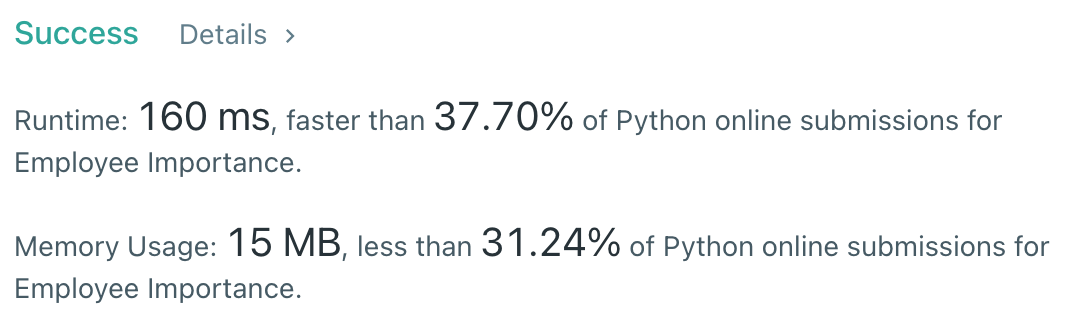 Success Details >
Runtime: 160 ms, faster than 37.70% of Python online submissions for
Employee Importance.
Memory Usage: 15 MB, less than 31.24% of Python online submissions for
Employee Importance.